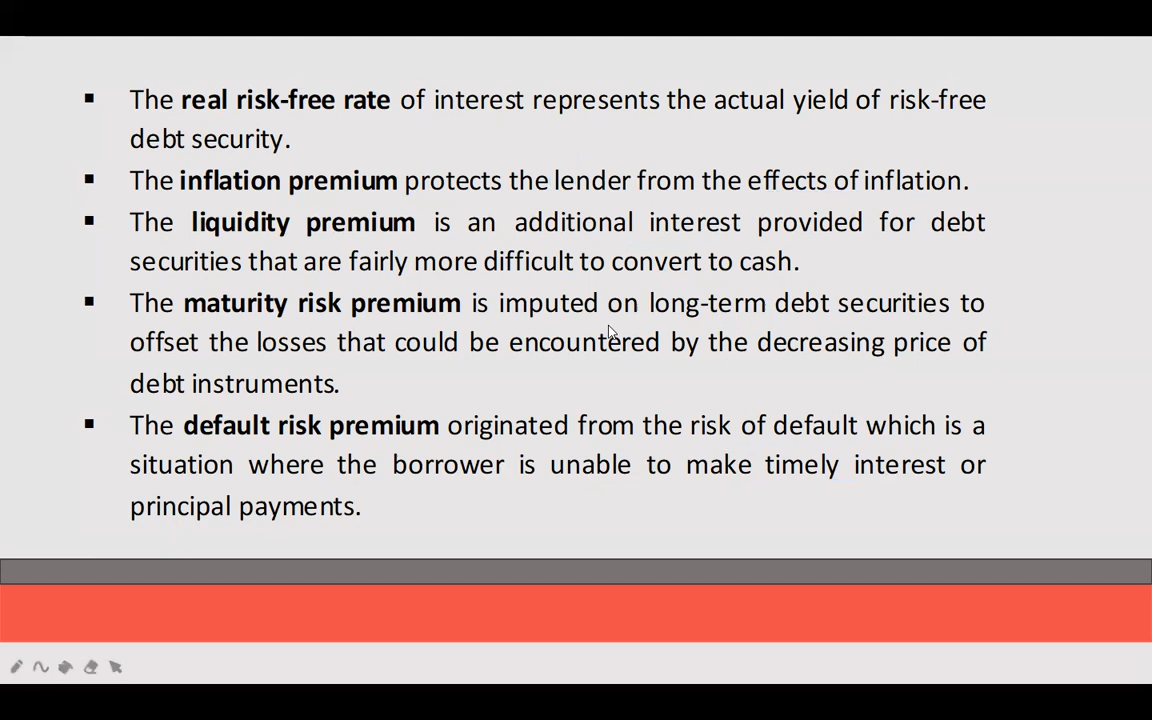 ▪ The real risk-free rate of interest represents the actual yield of risk-free
debt security.
▪ The inflation premium protects the lender from the effects of inflation.
▪ The liquidity premium is an additional interest provided for debt
securities that are fairly more difficult to convert to cash.
▪ The maturity risk premium is imputed on long-term debt securities to
offset the losses that could be encountered by the decreasing price of
debt instruments.
▪ The default risk premium originated from the risk of default which is a
situation where the borrower is unable to make timely interest or
principal payments.